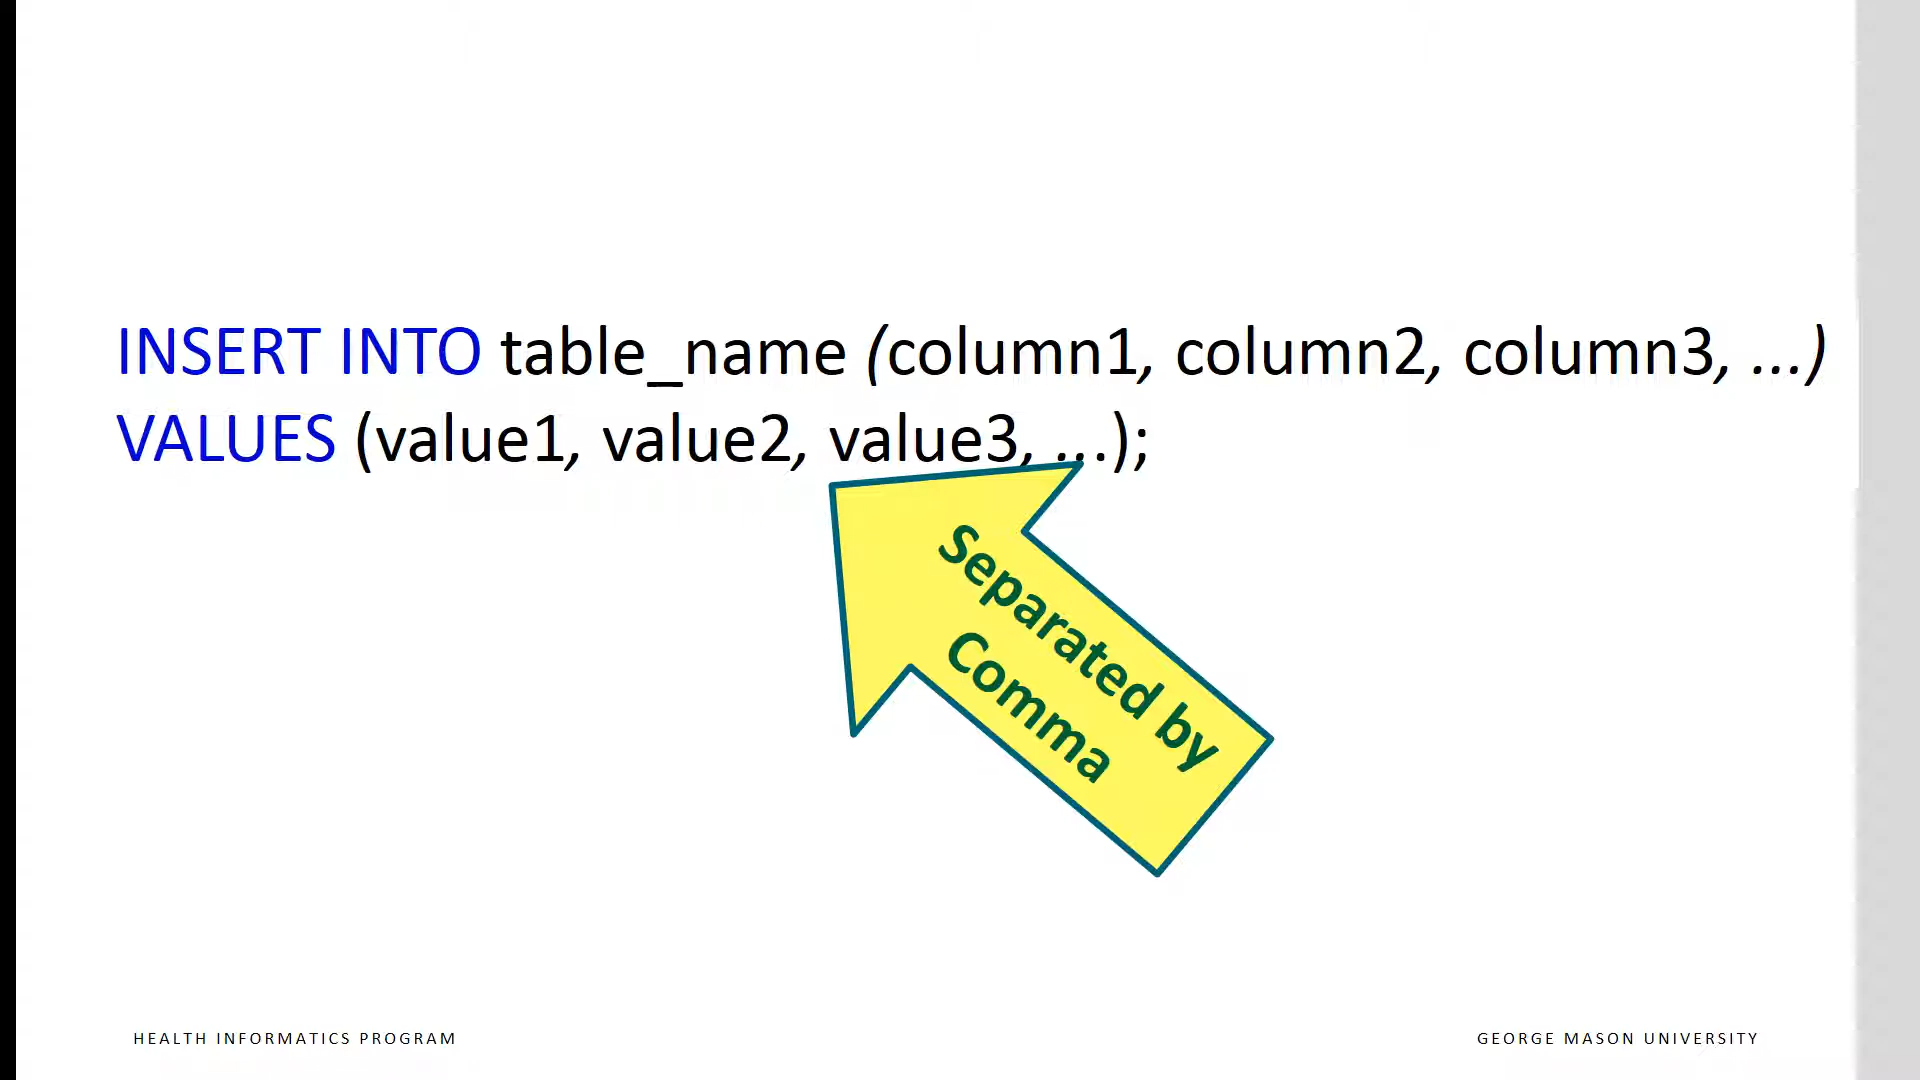 INSERT INTO table_name (column1, column2, column3, ...)
VALUES (value1, value2, value3, ...);
Separated by
Comma
HEALTH INFORMATICS PROGRAM
GEORGE MASON UNIVERSITY